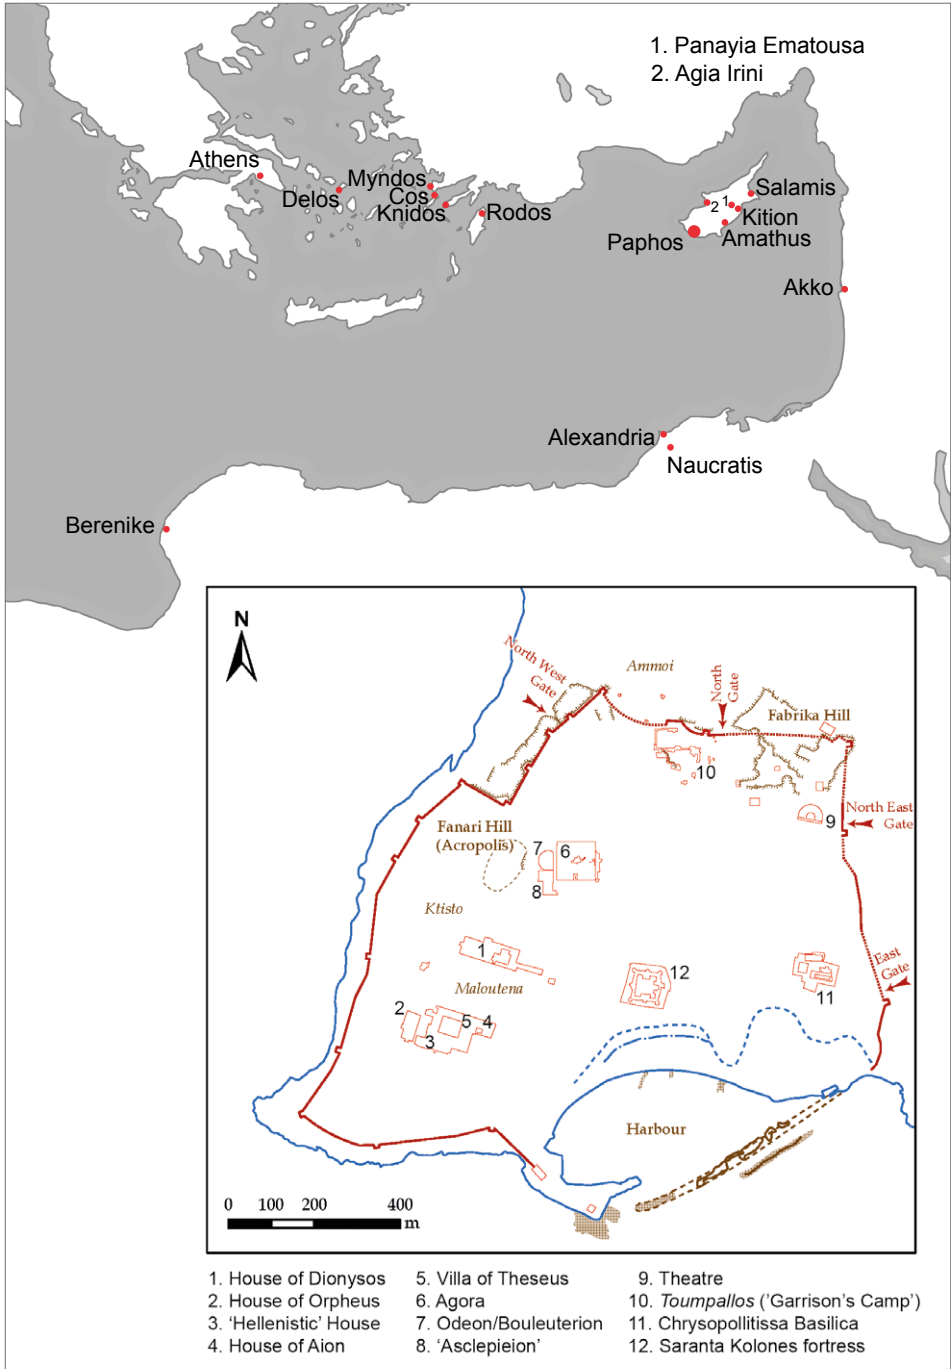 1. Panayia Ematousa
2. Agia Irini
Athens
Delos
Myndos
Cos
Knidos
Rodos
Salamis
2 1
Kition
Amathus
Paphos
Akko
Alexandria
Naucratis
Berenike
N
North West
Gate
Ammoi
North
Gate
Fabrika Hill
10
9
North East
Gate
Fanari Hill
(Acropolis)
7
6
8
Ktisto
1
Maloutena
12
11
East
Gate
2
3
5
4
Harbour
0 100 200 400
m
1. House of Dionysos
2. House of Orpheus
3. ‘Hellenistic’ House
4. House of Aion
5. Villa of Theseus
6. Agora
7. Odeon/Bouleuterion
8. ‘Asclepieion’
9. Theatre
10. Toumpallos (’Garrison’s Camp’)
11. Chrysopollitissa Basilica
12. Saranta Kolones fortress